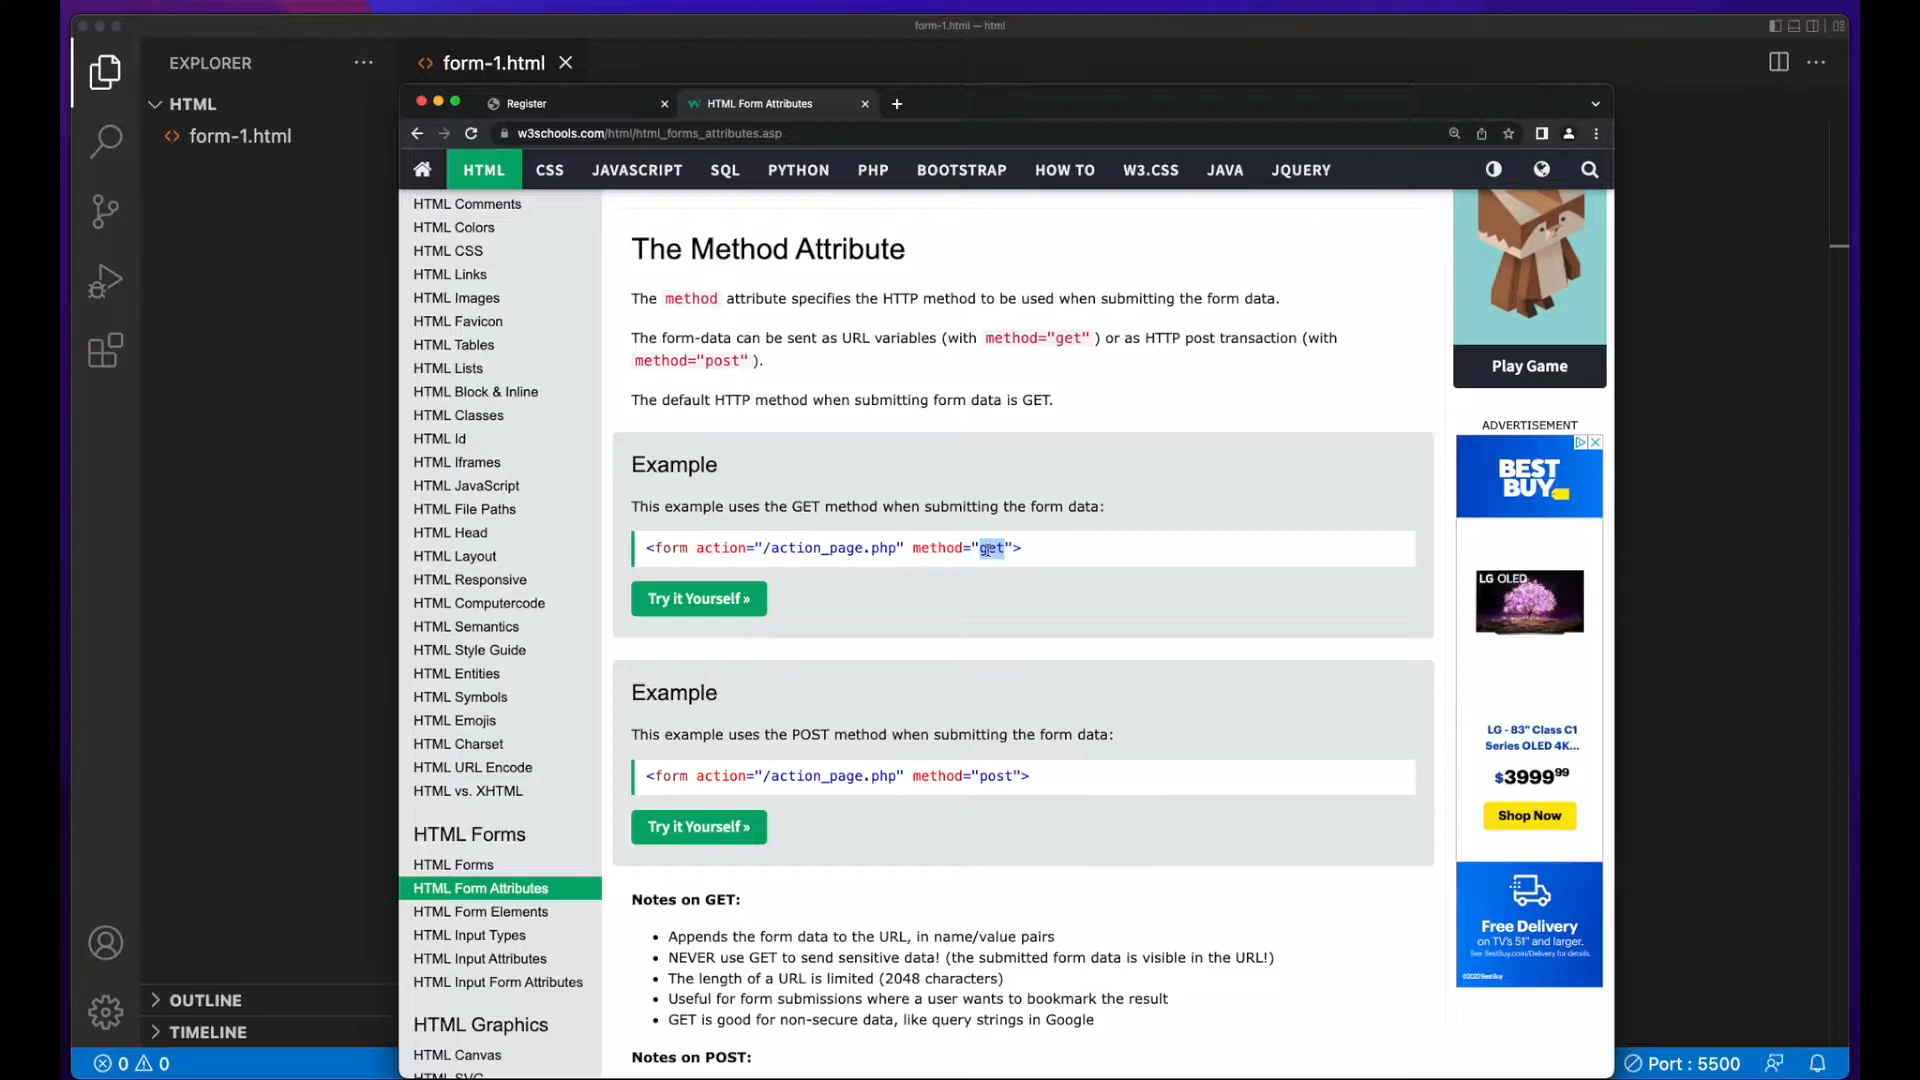 form-1.html — html
EXPLORER
form-1.html
HTML
form-1.html
Register
HTML Form Attributes
w3schools.com/html/html_forms_attributes.asp
HTML CSS JAVASCRIPT SQL PYTHON PHP BOOTSTRAP HOW TO W3.CSS JAVA JQUERY
HTML Comments
HTML Colors
HTML CSS
HTML Links
HTML Images
HTML Favicon
HTML Tables
HTML Lists
HTML Block & Inline
HTML Classes
HTML Id
HTML Iframes
HTML JavaScript
HTML File Paths
HTML Head
HTML Layout
HTML Responsive
HTML Computercode
HTML Semantics
HTML Style Guide
HTML Entities
HTML Symbols
HTML Emojis
HTML Charset
HTML URL Encode
HTML vs. XHTML
HTML Forms
HTML Forms
HTML Form Attributes
HTML Form Elements
HTML Input Types
HTML Input Attributes
HTML Input Form Attributes
HTML Graphics
HTML Canvas
HTML SVG
The Method Attribute
The method attribute specifies the HTTP method to be used when submitting the form data.
The form-data can be sent as URL variables (with method="get" ) or as HTTP post transaction (with
method="post" ).
The default HTTP method when submitting form data is GET.
Example
This example uses the GET method when submitting the form data:
<form action="/action_page.php" method="get">
Try it Yourself »
Example
This example uses the POST method when submitting the form data:
<form action="/action_page.php" method="post">
Try it Yourself »
Notes on GET:
• Appends the form data to the URL, in name/value pairs
• NEVER use GET to send sensitive data! (the submitted form data is visible in the URL!)
• The length of a URL is limited (2048 characters)
• Useful for form submissions where a user wants to bookmark the result
• GET is good for non-secure data, like query strings in Google
Notes on POST:
Play Game
ADVERTISEMENT
BEST
BUY
LG OLED
LG - 83" Class C1
Series OLED 4K...
$3999 99
Shop Now
Free Delivery
on TV's 51" and larger.
See BestBuy.com/Delivery for details.
©2022 Best Buy
OUTLINE
TIMELINE
0 0
Port : 5500